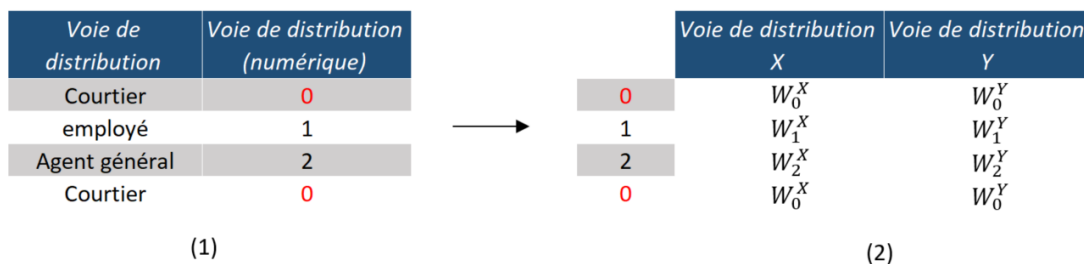 Voie de distribution | Voie de distribution (numérique)
Courtier | 0
employé | 1
Agent général | 2
Courtier | 0
(1)
Voie de distribution X | Voie de distribution Y
0 | W_0^X | W_0^Y
1 | W_1^X | W_1^Y
2 | W_2^X | W_2^Y
0 | W_0^X | W_0^Y
(2)